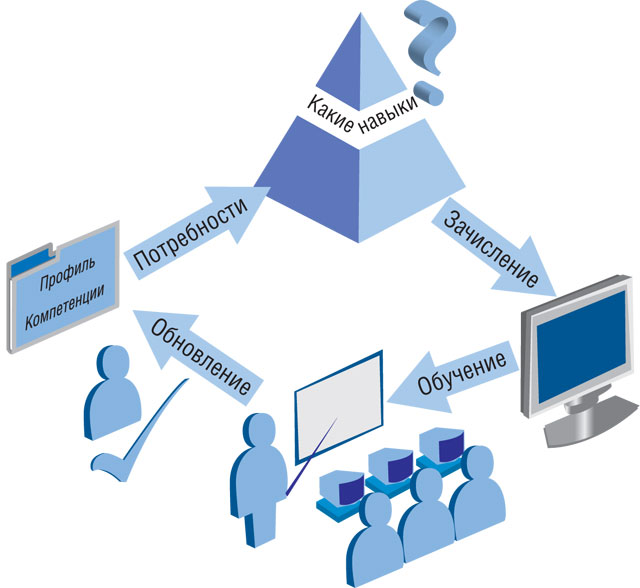 Какие навыки
?
Потребности
Зачисление
Профиль
Компетенции
Обновление
Обучение